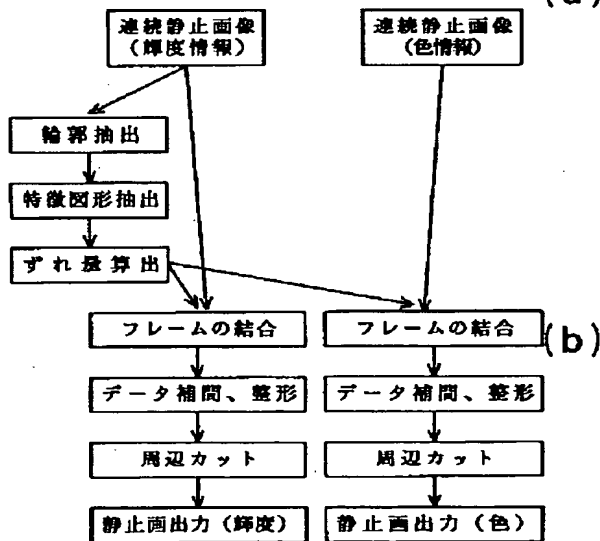 連続静止画像
(輝度情報)
連続静止画像
(色情報)
輪郭抽出
特徴図形抽出
ずれ量算出
フレームの結合
フレームの結合
(b)
データ補間、整形
データ補間、整形
周辺カット
周辺カット
静止画出力(輝度)
静止画出力(色)